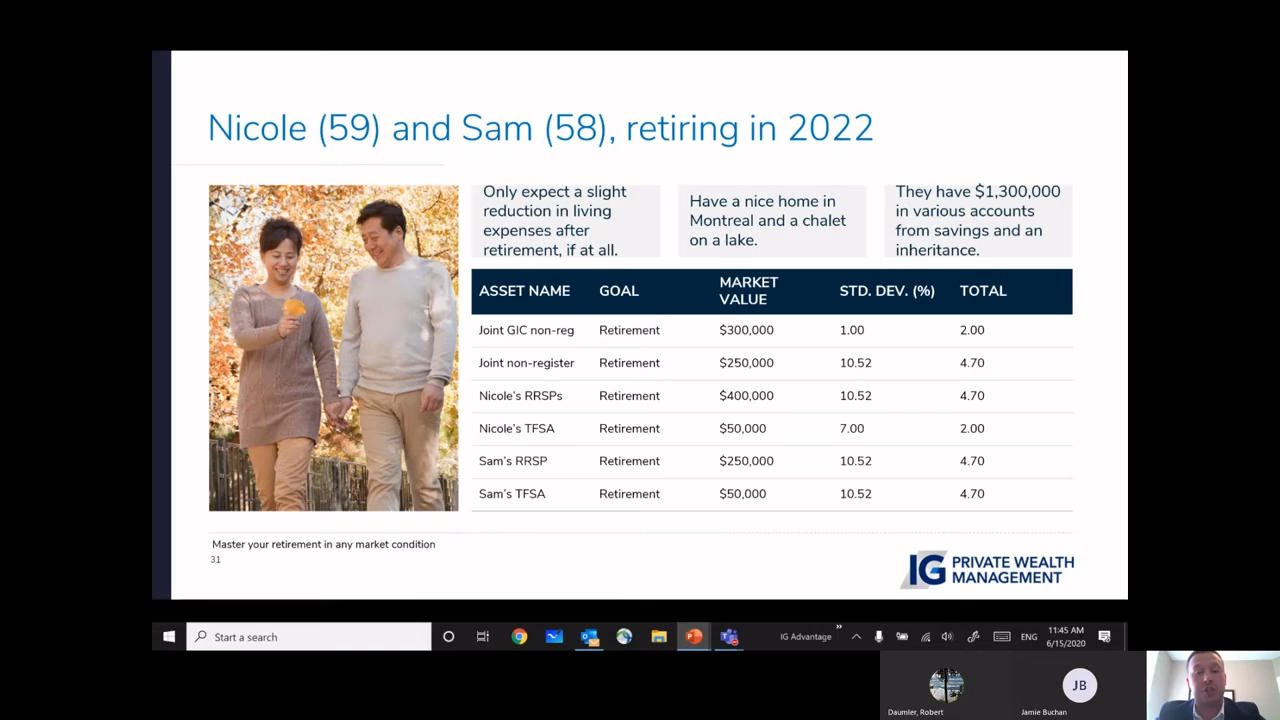 Nicole (59) and Sam (58), retiring in 2022
Only expect a slight
reduction in living
expenses after
retirement, if at all.
Have a nice home in
Montreal and a chalet
on a lake.
They have $1,300,000
in various accounts
from savings and an
inheritance.
ASSET NAME GOAL MARKET VALUE STD. DEV. (%) TOTAL
Joint GIC non-reg Retirement $300,000 1.00 2.00
Joint non-register Retirement $250,000 10.52 4.70
Nicole's RRSPs Retirement $400,000 10.52 4.70
Nicole's TFSA Retirement $50,000 7.00 2.00
Sam's RRSP Retirement $250,000 10.52 4.70
Sam's TFSA Retirement $50,000 10.52 4.70
Master your retirement in any market condition
31
IG PRIVATE WEALTH
MANAGEMENT
Start a search
IG Advantage
ENG
11:45 AM
6/15/2020
JB
Daumler, Robert
Jamie Buchan